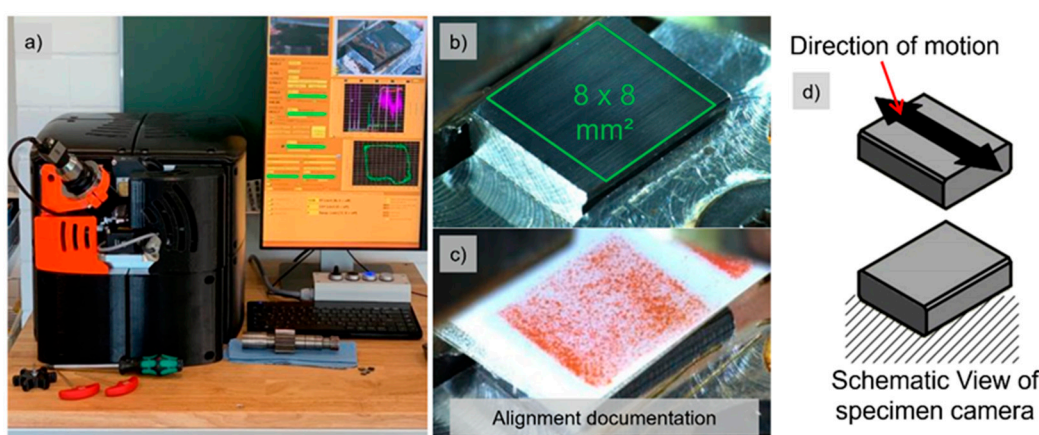 a)
b)
8 x 8
mm²
c)
Alignment documentation
Direction of motion
d)
Schematic View of
specimen camera